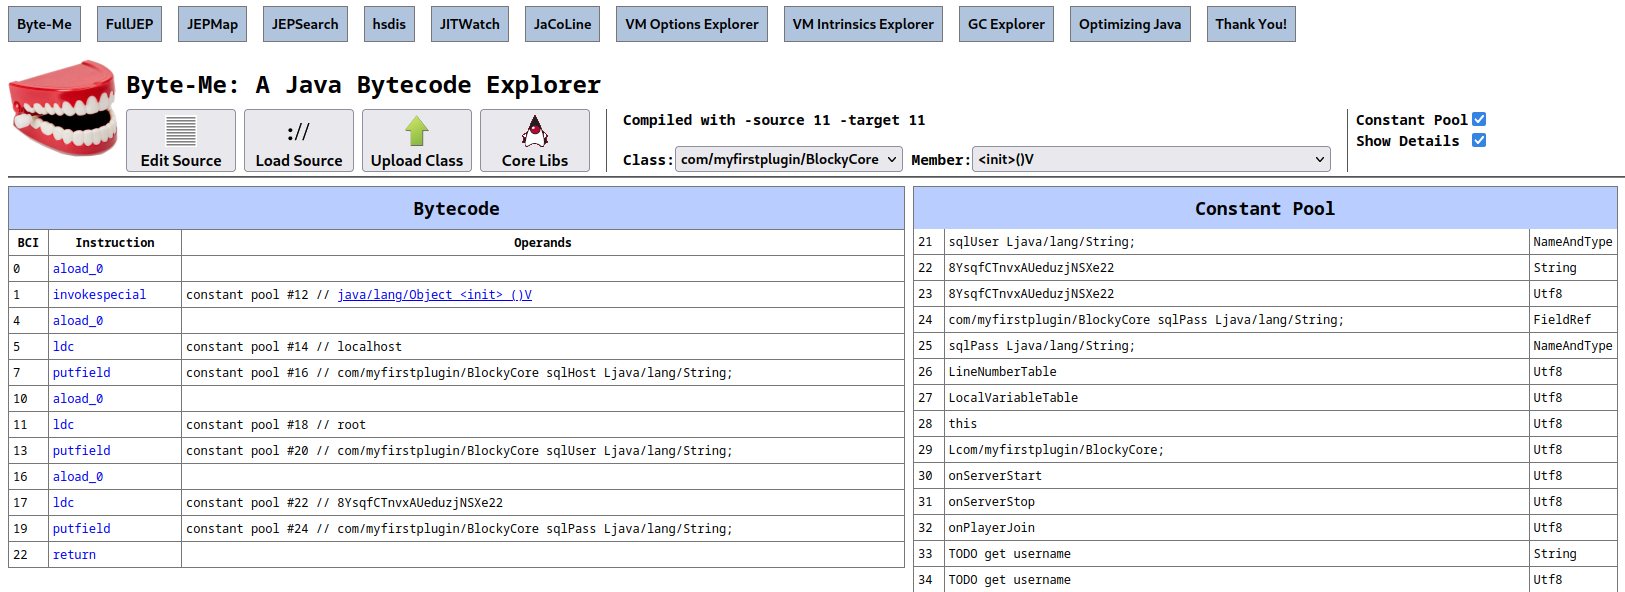 Byte-Me FullJEP JEPMap JEPSearch hsdis JITWatch JaCoLine VM Options Explorer VM Intrinsics Explorer GC Explorer Optimizing Java Thank You!
Byte-Me: A Java Bytecode Explorer
Edit Source
:// Load Source
Upload Class
Core Libs
Compiled with -source 11 -target 11
Class: com/myfirstplugin/BlockyCore Member: <init>()V
Constant Pool
Show Details
Bytecode
BCI Instruction Operands
0 aload_0
1 invokespecial constant pool #12 // java/lang/Object <init> ()V
4 aload_0
5 ldc constant pool #14 // localhost
7 putfield constant pool #16 // com/myfirstplugin/BlockyCore sqlHost Ljava/lang/String;
10 aload_0
11 ldc constant pool #18 // root
13 putfield constant pool #20 // com/myfirstplugin/BlockyCore sqlUser Ljava/lang/String;
16 aload_0
17 ldc constant pool #22 // 8YsqfCTnvxAUeduzjNSXe22
19 putfield constant pool #24 // com/myfirstplugin/BlockyCore sqlPass Ljava/lang/String;
22 return
Constant Pool
21 sqlUser Ljava/lang/String; NameAndType
22 8YsqfCTnvxAUeduzjNSXe22 String
23 8YsqfCTnvxAUeduzjNSXe22 Utf8
24 com/myfirstplugin/BlockyCore sqlPass Ljava/lang/String; FieldRef
25 sqlPass Ljava/lang/String; NameAndType
26 LineNumberTable Utf8
27 LocalVariableTable Utf8
28 this Utf8
29 Lcom/myfirstplugin/BlockyCore; Utf8
30 onServerStart Utf8
31 onServerStop Utf8
32 onPlayerJoin Utf8
33 TODO get username String
34 TODO get username Utf8